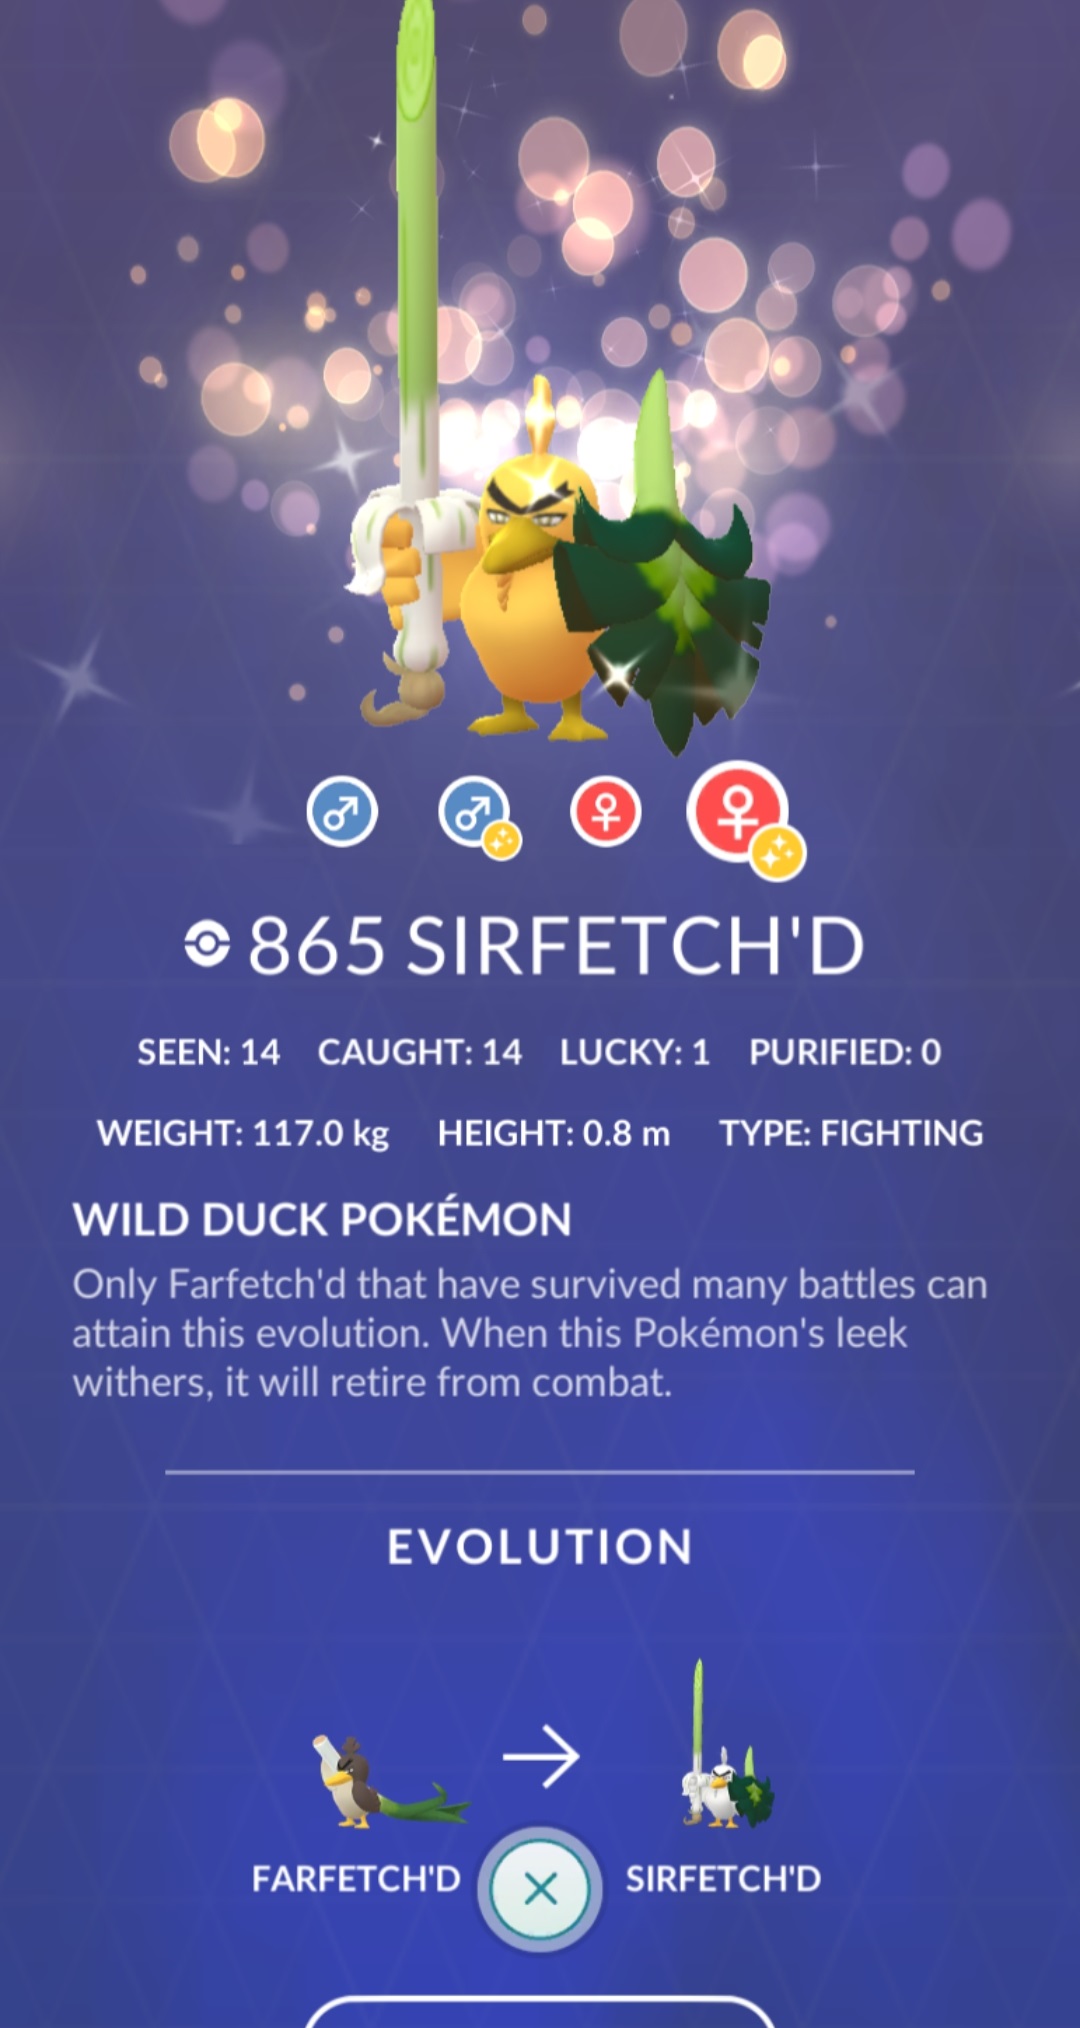 865 SIRFETCH'D
SEEN: 14 CAUGHT: 14 LUCKY: 1 PURIFIED: 0
WEIGHT: 117.0 kg HEIGHT: 0.8 m TYPE: FIGHTING
WILD DUCK POKÉMON
Only Farfetch'd that have survived many battles can
attain this evolution. When this Pokémon's leek
withers, it will retire from combat.
EVOLUTION
FARFETCH'D SIRFETCH'D